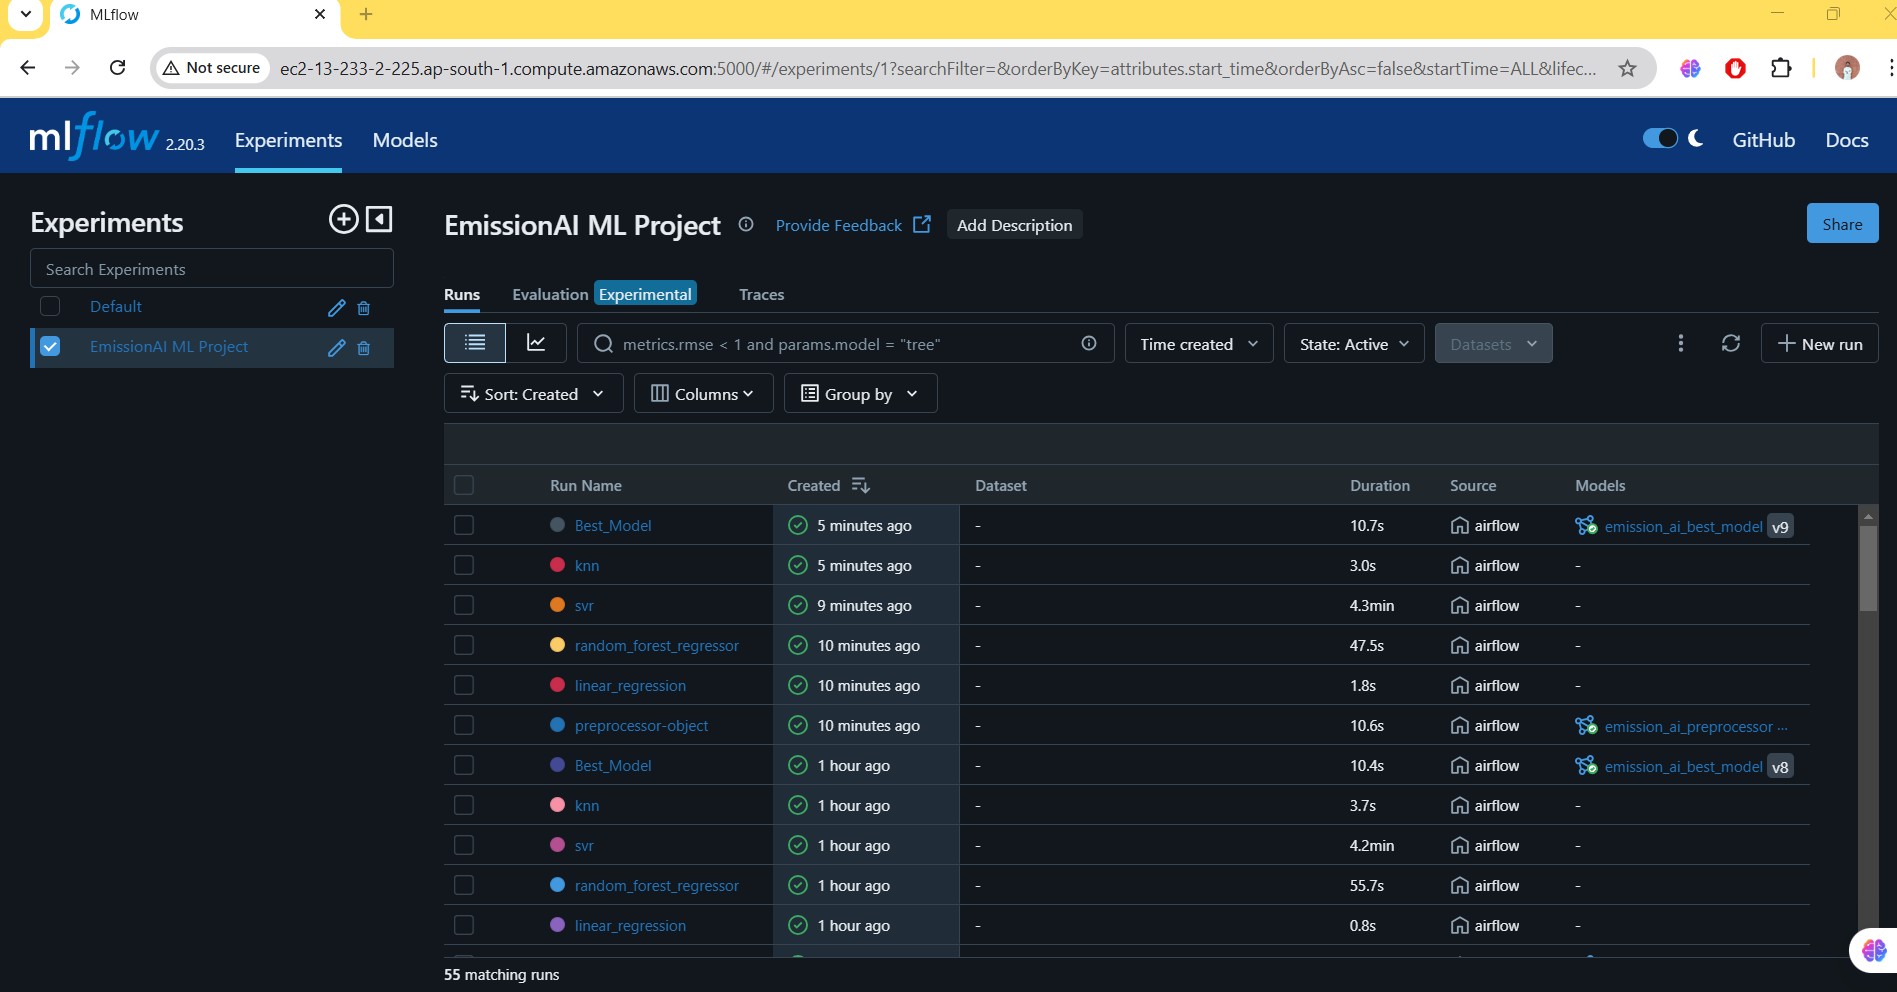 MLflow
Not secure ec2-13-233-2-225.ap-south-1.compute.amazonaws.com:5000/#/experiments/1?searchFilter=&orderByKey=attributes.start_time&orderByAsc=false&startTime=ALL&lifec...
mlflow 2.20.3 Experiments Models GitHub Docs
Experiments
Search Experiments
Default
EmissionAI ML Project
EmissionAI ML Project Provide Feedback Add Description Share
Runs Evaluation Experimental Traces
metrics.rmse < 1 and params.model = "tree" Time created State: Active Datasets New run
Sort: Created Columns Group by
Run Name Created Dataset Duration Source Models
Best_Model 5 minutes ago - 10.7s airflow emission_ai_best_model v9
knn 5 minutes ago - 3.0s airflow -
svr 9 minutes ago - 4.3min airflow -
random_forest_regressor 10 minutes ago - 47.5s airflow -
linear_regression 10 minutes ago - 1.8s airflow -
preprocessor-object 10 minutes ago - 10.6s airflow emission_ai_preprocessor ...
Best_Model 1 hour ago - 10.4s airflow emission_ai_best_model v8
knn 1 hour ago - 3.7s airflow -
svr 1 hour ago - 4.2min airflow -
random_forest_regressor 1 hour ago - 55.7s airflow -
linear_regression 1 hour ago - 0.8s airflow -
55 matching runs